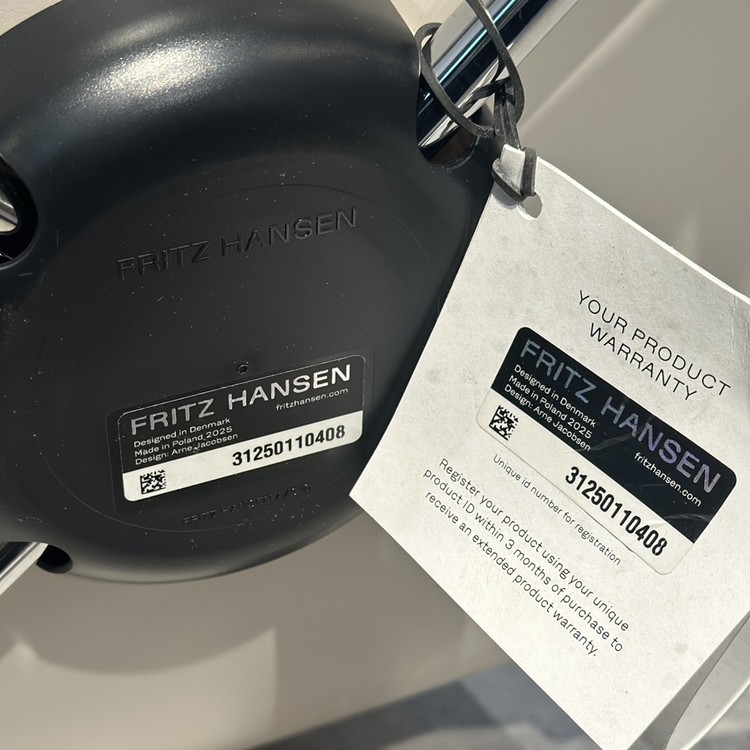 FRITZ HANSEN
FRITZ HANSEN
fritzhansen.com
Designed in Denmark
Made in Poland 2025
Design: Arne Jacobsen
31250110408
FRITZ HANSEN
YOUR PRODUCT
WARRANTY
FRITZ HANSEN
Designed in Denmark
Made in Poland 2025
Design: Arne Jacobsen
fritzhansen.com
31250110408
Unique id number for registration
Register your product using your unique
product ID within 3 months of purchase to
receive an extended product warranty.